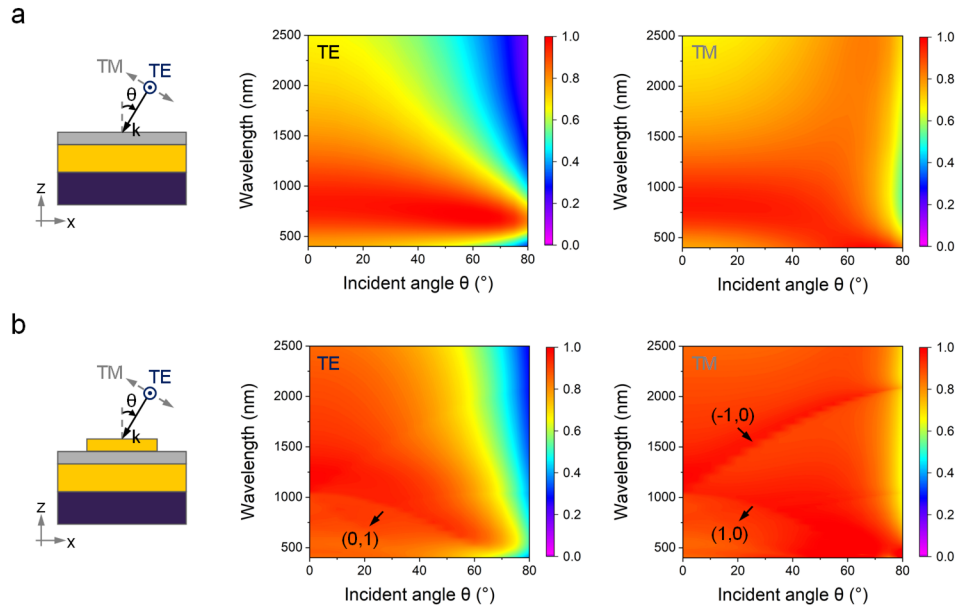 a
TM
TE
θ
k
z
x
TE
Wavelength (nm)
2500
2000
1500
1000
500
0
20
40
60
80
Incident angle θ (°)
1.0
0.8
0.6
0.4
0.2
0.0
TM
Wavelength (nm)
2500
2000
1500
1000
500
0
20
40
60
80
Incident angle θ (°)
1.0
0.8
0.6
0.4
0.2
0.0
b
TM
TE
θ
k
z
x
TE
Wavelength (nm)
2500
2000
1500
1000
500
(0,1)
0
20
40
60
80
Incident angle θ (°)
1.0
0.8
0.6
0.4
0.2
0.0
TM
Wavelength (nm)
2500
2000
1500
1000
500
(-1,0)
(1,0)
0
20
40
60
80
Incident angle θ (°)
1.0
0.8
0.6
0.4
0.2
0.0